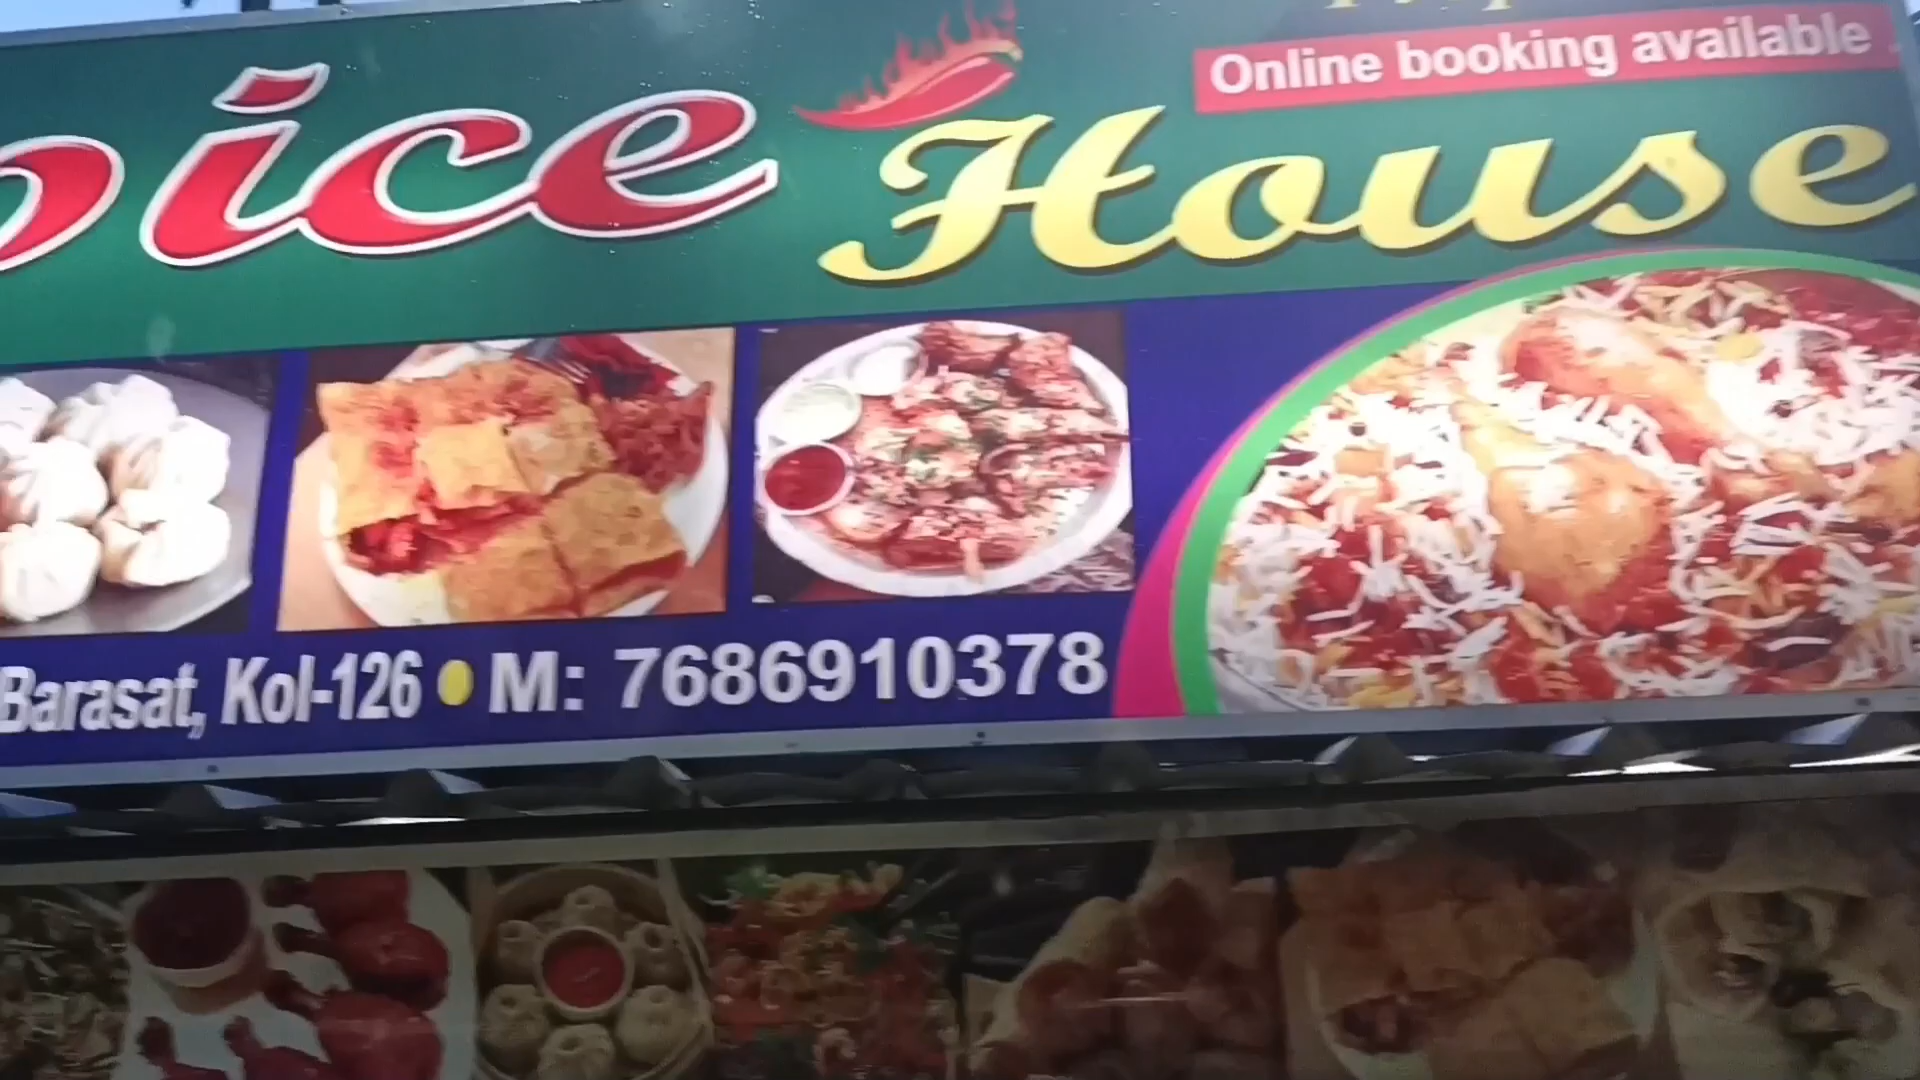 Online booking available
pice House
Barasat, Kol-126 • M: 7686910378